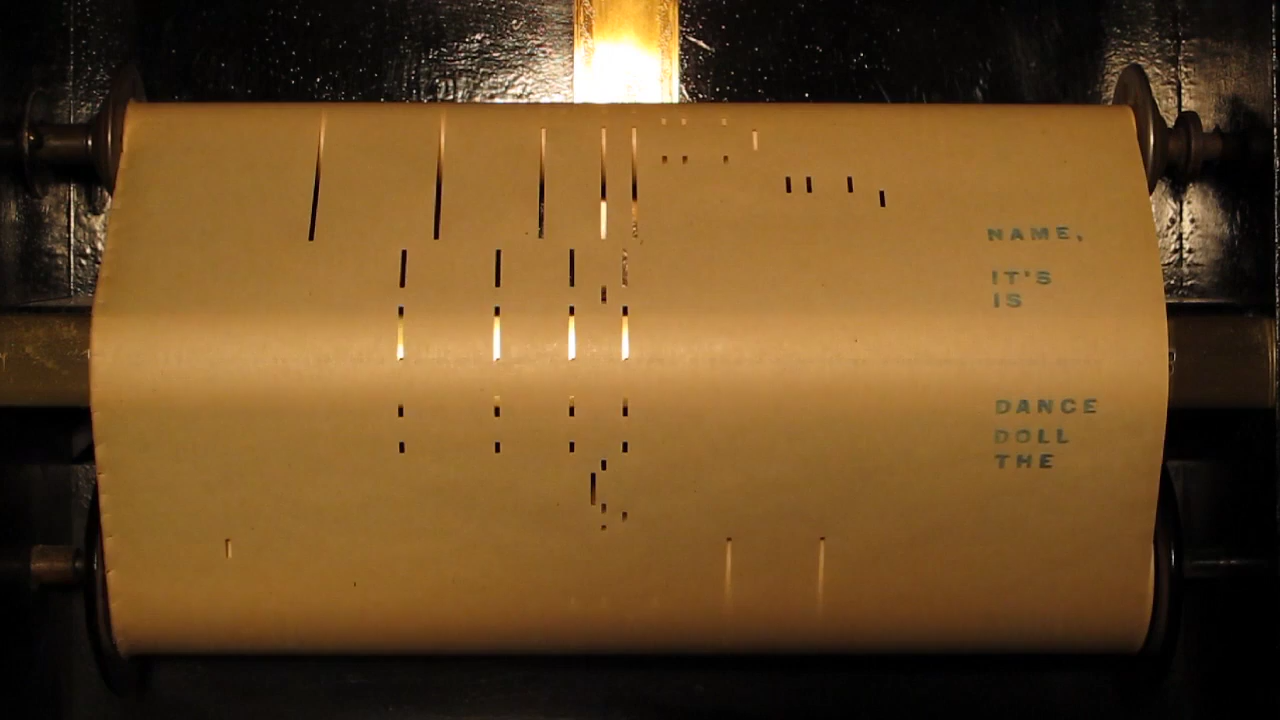 NAME,
IT'S
IS
DANCE
DOLL
THE